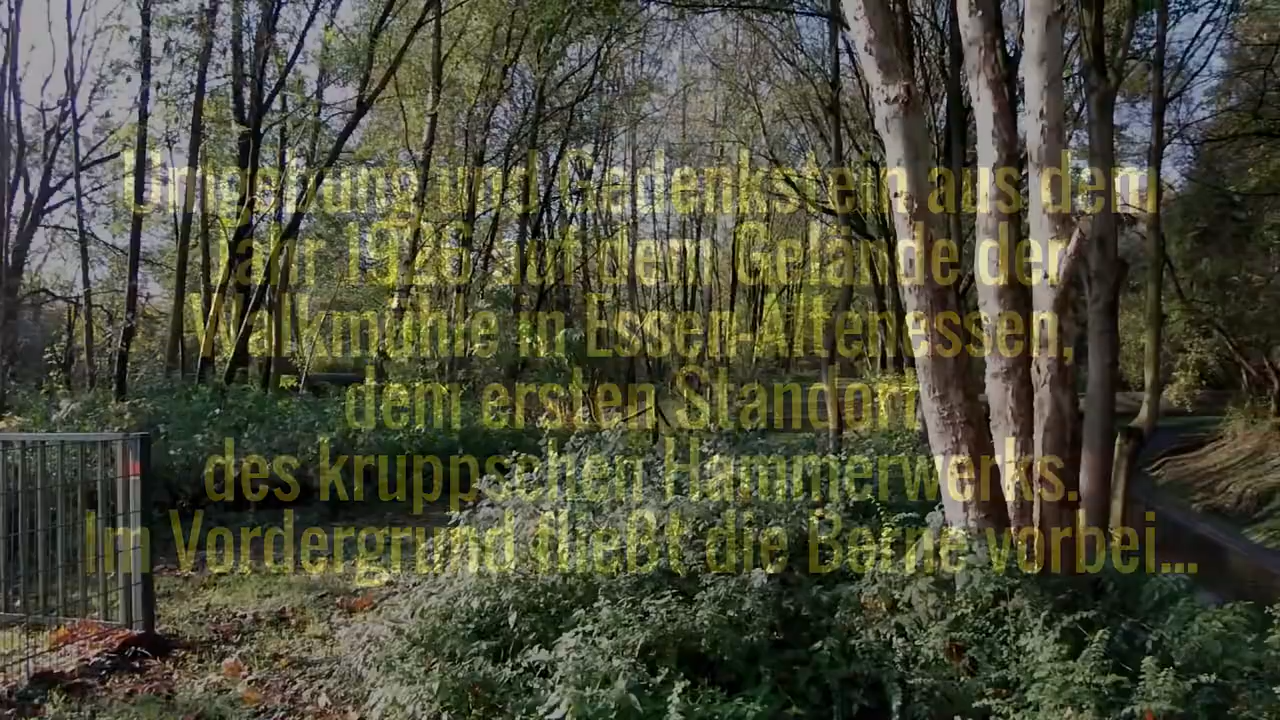 Umgebung und Gedenkstein aus dem
Jahr 1926 auf dem Gelände der
Walkmühle in Essen-Altenessen,
dem ersten Standort
des kruppschen Hammerwerks.
Im Vordergrund fließt die Berne vorbei...